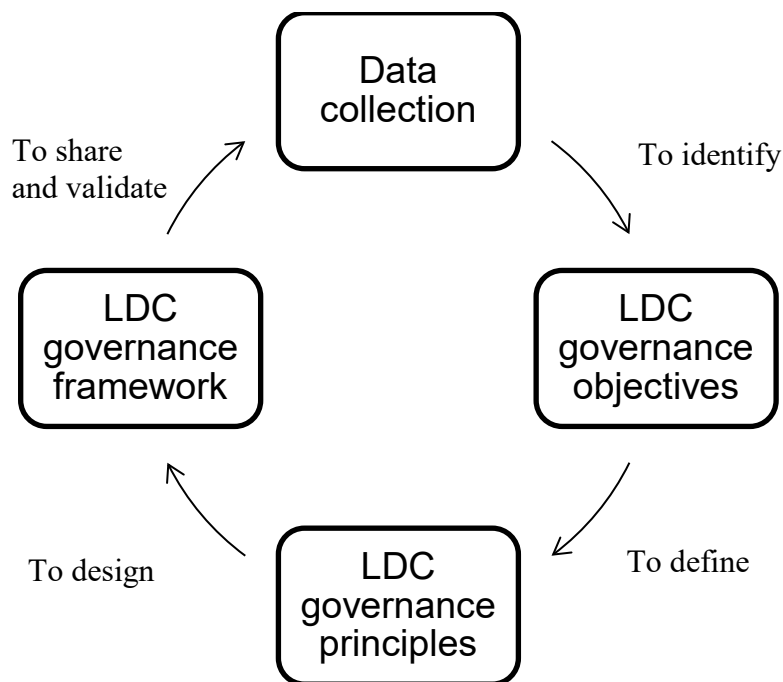 Data
collection
To share
and validate
To identify
LDC
governance
framework
LDC
governance
objectives
To design
To define
LDC
governance
principles